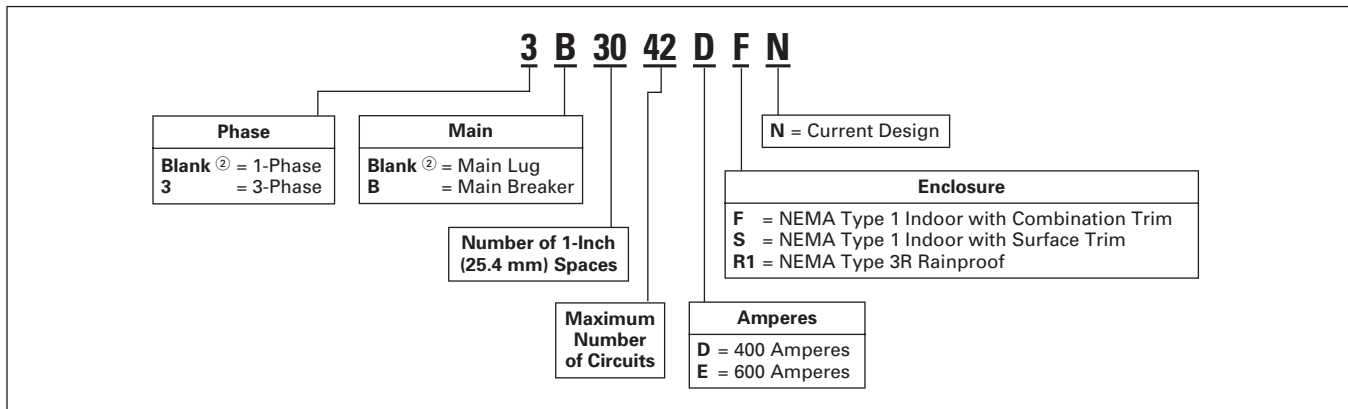 3 B 30 42 D F N
Phase
Blank ② = 1-Phase
3 = 3-Phase
Main
Blank ② = Main Lug
B = Main Breaker
N = Current Design
Enclosure
F = NEMA Type 1 Indoor with Combination Trim
S = NEMA Type 1 Indoor with Surface Trim
R1 = NEMA Type 3R Rainproof
Number of 1-Inch
(25.4 mm) Spaces
Maximum
Number
of Circuits
Amperes
D = 400 Amperes
E = 600 Amperes